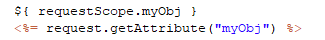 ${ requestScope.myObj }
<%= request.getAttribute("myObj") %>